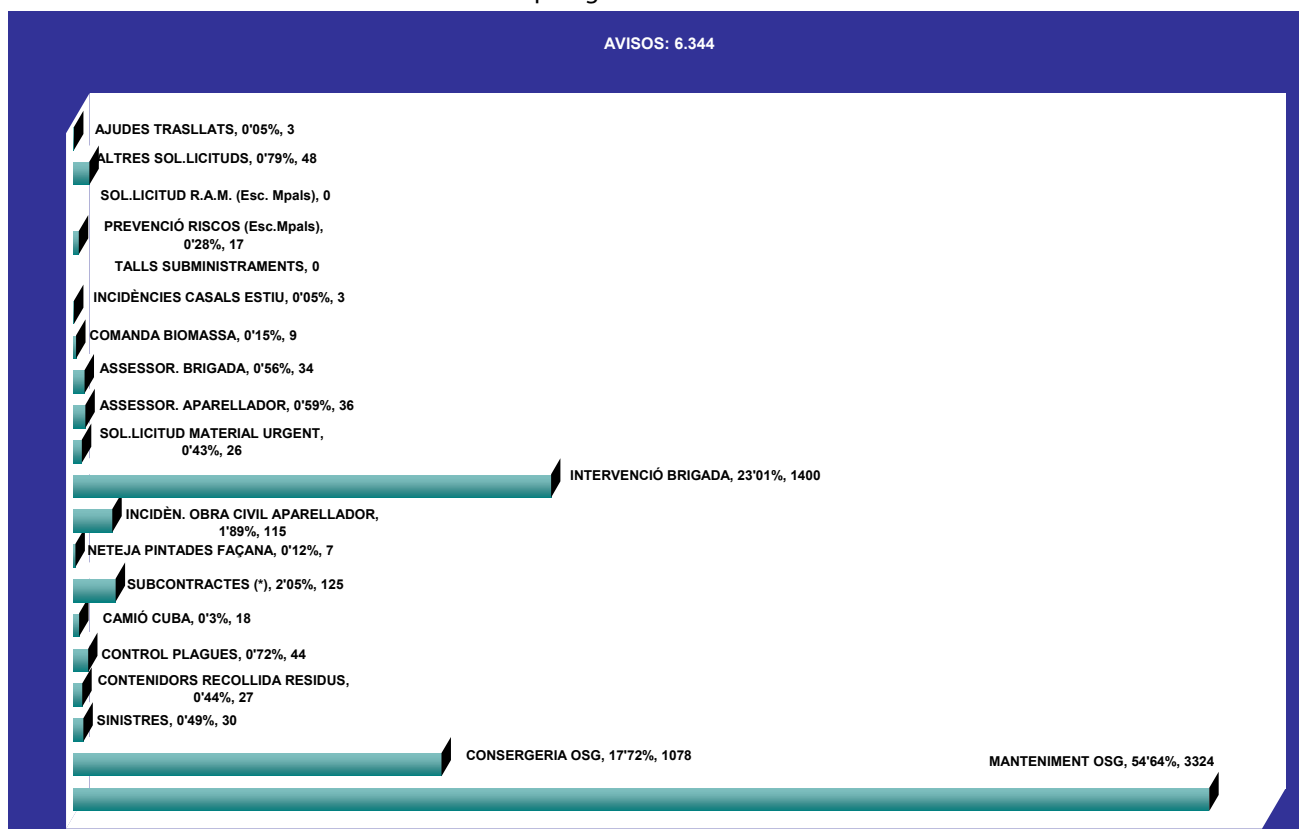 AVISOS: 6.344
AJUDES TRASLLATS, 0'05%, 3
ALTRES SOL.LICITUDS, 0'79%, 48
SOL.LICITUD R.A.M. (Esc. Mpals), 0
PREVENCIÓ RISCOS (Esc.Mpals),
0'28%, 17
TALLS SUBMINISTRAMENTS, 0
INCIDÈNCIES CASALS ESTIU, 0'05%, 3
COMANDA BIOMASSA, 0'15%, 9
ASSESSOR. BRIGADA, 0'56%, 34
ASSESSOR. APARELLADOR, 0'59%, 36
SOL.LICITUD MATERIAL URGENT,
0'43%, 26
INTERVENCIÓ BRIGADA, 23'01%, 1400
INCIDÈN. OBRA CIVIL APARELLADOR,
1'89%, 115
NETEJA PINTADES FAÇANA, 0'12%, 7
SUBCONTRACTES (*), 2'05%, 125
CAMIÓ CUBA, 0'3%, 18
CONTROL PLAGUES, 0'72%, 44
CONTENIDORS RECOLLIDA RESIDUS,
0'44%, 27
SINISTRES, 0'49%, 30
CONSERGERIA OSG, 17'72%, 1078
MANTENIMENT OSG, 54'64%, 3324